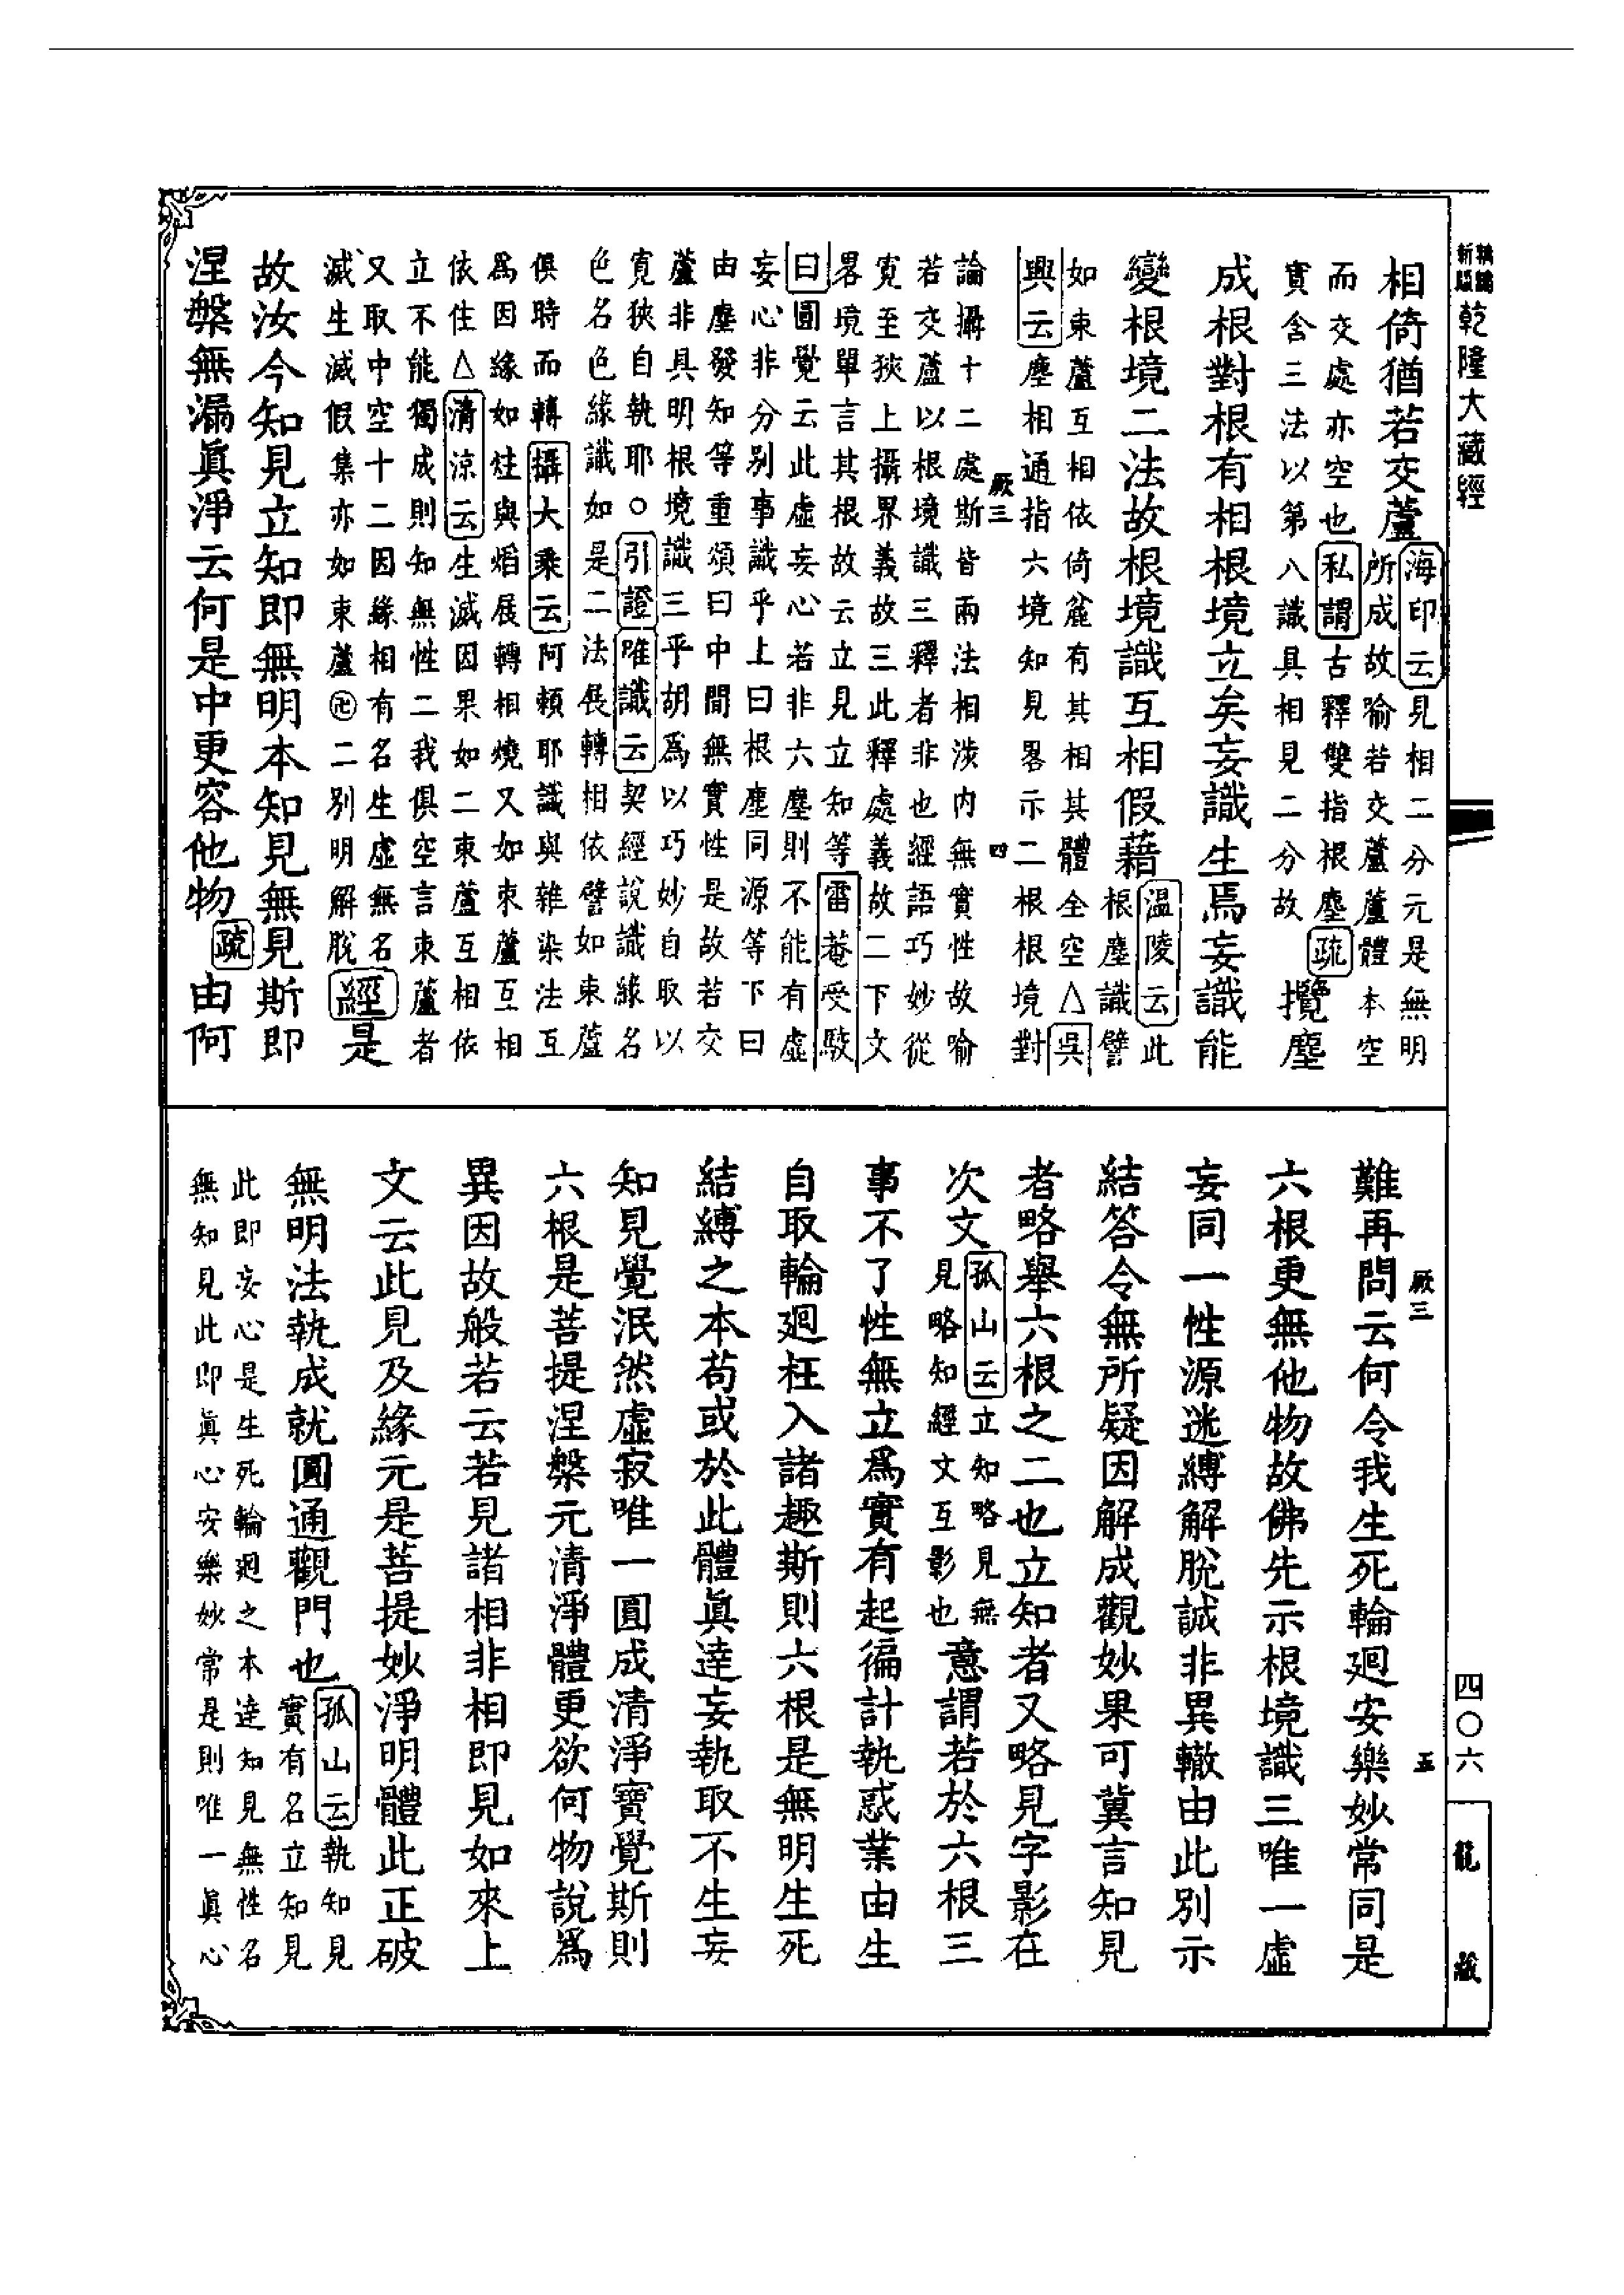 新編縮版 乾隆大藏經
相倚猶若交蘆海印云見相二分元是無明
所成故喻若交蘆蘆體本空
而交處亦空也私謂古釋雙指根塵疏
實含三法以第八識具相見二分故攬塵
成根對根有相根境立矣妄識生焉妄識能
變根境二法故根境識互相假藉温陵云此
根塵識譬
如束蘆互相依倚麄有其相其體全空△吳
興云塵相通指六境知見畧示二根根境對
厥三 四
論攝十二處斯皆兩法相涉内無實性故喻
若交蘆以根境識三釋者非也經語巧妙從
寛至狹上攝界義故三此釋處義故二下文
畧境單言其根故云立見立知等雷菴受駁
曰圓覺云此虛妄心若非六塵則不能有虛
妄心非分別事識乎上曰根塵同源等下曰
由塵發知等重頌曰中間無實性是故若交
蘆非具明根境識三乎胡為以巧妙自取以
寛狹自執耶○引證唯識云契經說識緣名
色名色緣識如是二法展轉相依譬如束蘆
俱時而轉攝大乘云阿賴耶識與雜染法互
為因緣如炷與焰展轉相燒又如束蘆互相
依住△清涼云生滅因果如二束蘆互相依
立不能獨成則知無性二我俱空言束蘆者
又取中空十二因緣相有名生虛無名
滅生滅假集亦如束蘆㊉二別明解脫經是
故汝今知見立知即無明本知見無見斯即
涅槃無漏眞淨云何是中更容他物疏由阿
厥三 五
難再問云何令我生死輪廻安樂妙常同是
六根更無他物故佛先示根境識三唯一虛
妄同一性源迷縛解脫誠非異轍由此別示
結答令無所疑因解成觀妙果可冀言知見
者略舉六根之二也立知者又略見字影在
次文孤山云立知略見無
見略知經文互影也意謂若於六根三
事不了性無立爲實有起徧計執惑業由生
自取輪廻枉入諸趣斯則六根是無明生死
結縛之本苟或於此體眞達妄執取不生妄
知見覺泯然虛寂唯一圓成清淨寶覺斯則
六根是菩提涅槃元清淨體更欲何物說爲
異因故般若云若見諸相非相即見如來上
文云此見及緣元是菩提妙淨明體此正破
無明法執成就圓通觀門也孤山云執知見
實有名立知見
此即妄心是生死輪廻之本達知見無性名
無知見此即眞心安樂妙常是則唯一眞心
四〇六
龍藏